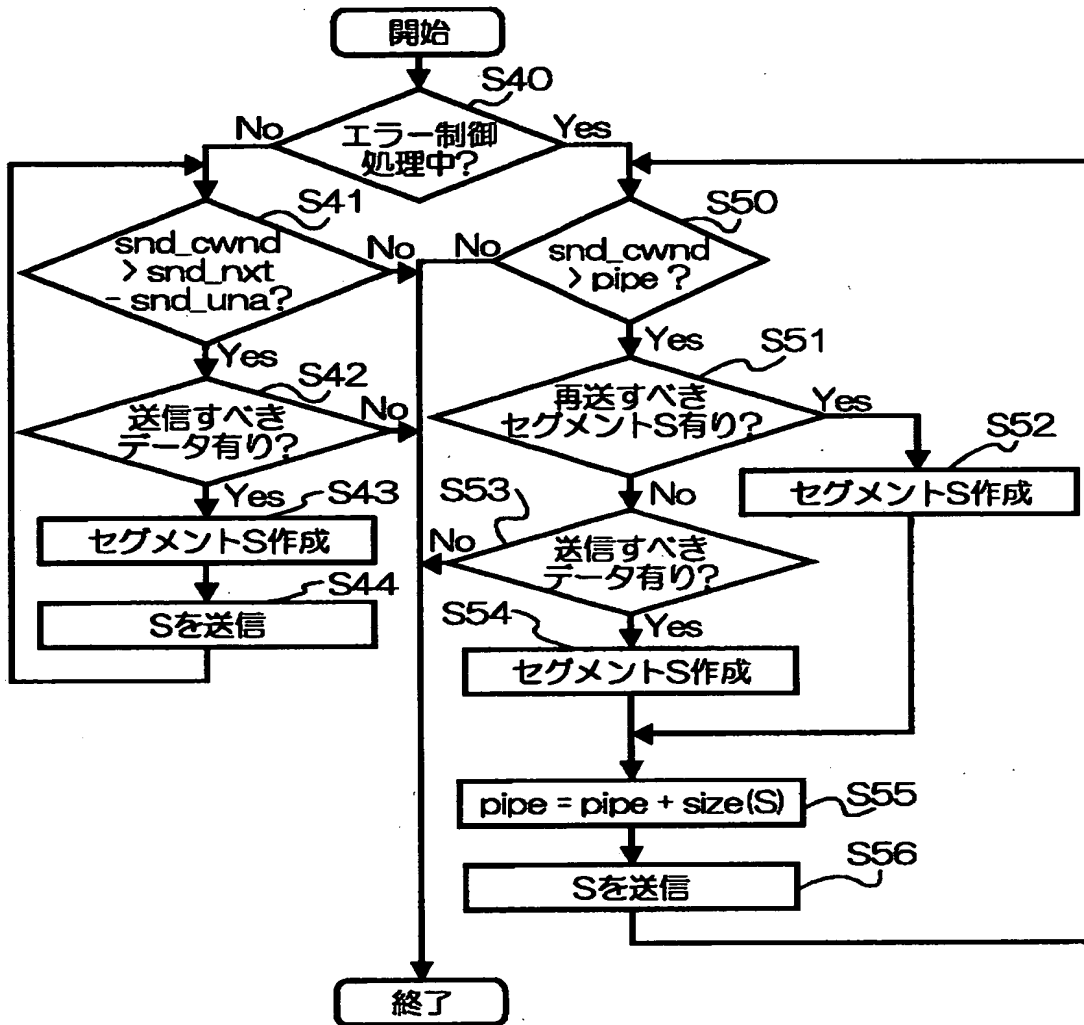 開始
S40
エラー制御
処理中?
No
Yes
S41
snd_cwnd
> snd_nxt
- snd_una?
No
Yes
S42
送信すべき
データ有り?
No
Yes
S43
セグメントS作成
S44
Sを送信
S50
snd_cwnd
> pipe ?
No
Yes
S51
再送すべき
セグメントS有り?
Yes
No
S52
セグメントS作成
S53
送信すべき
データ有り?
No
Yes
S54
セグメントS作成
pipe = pipe + size(S)
S55
Sを送信
S56
終了